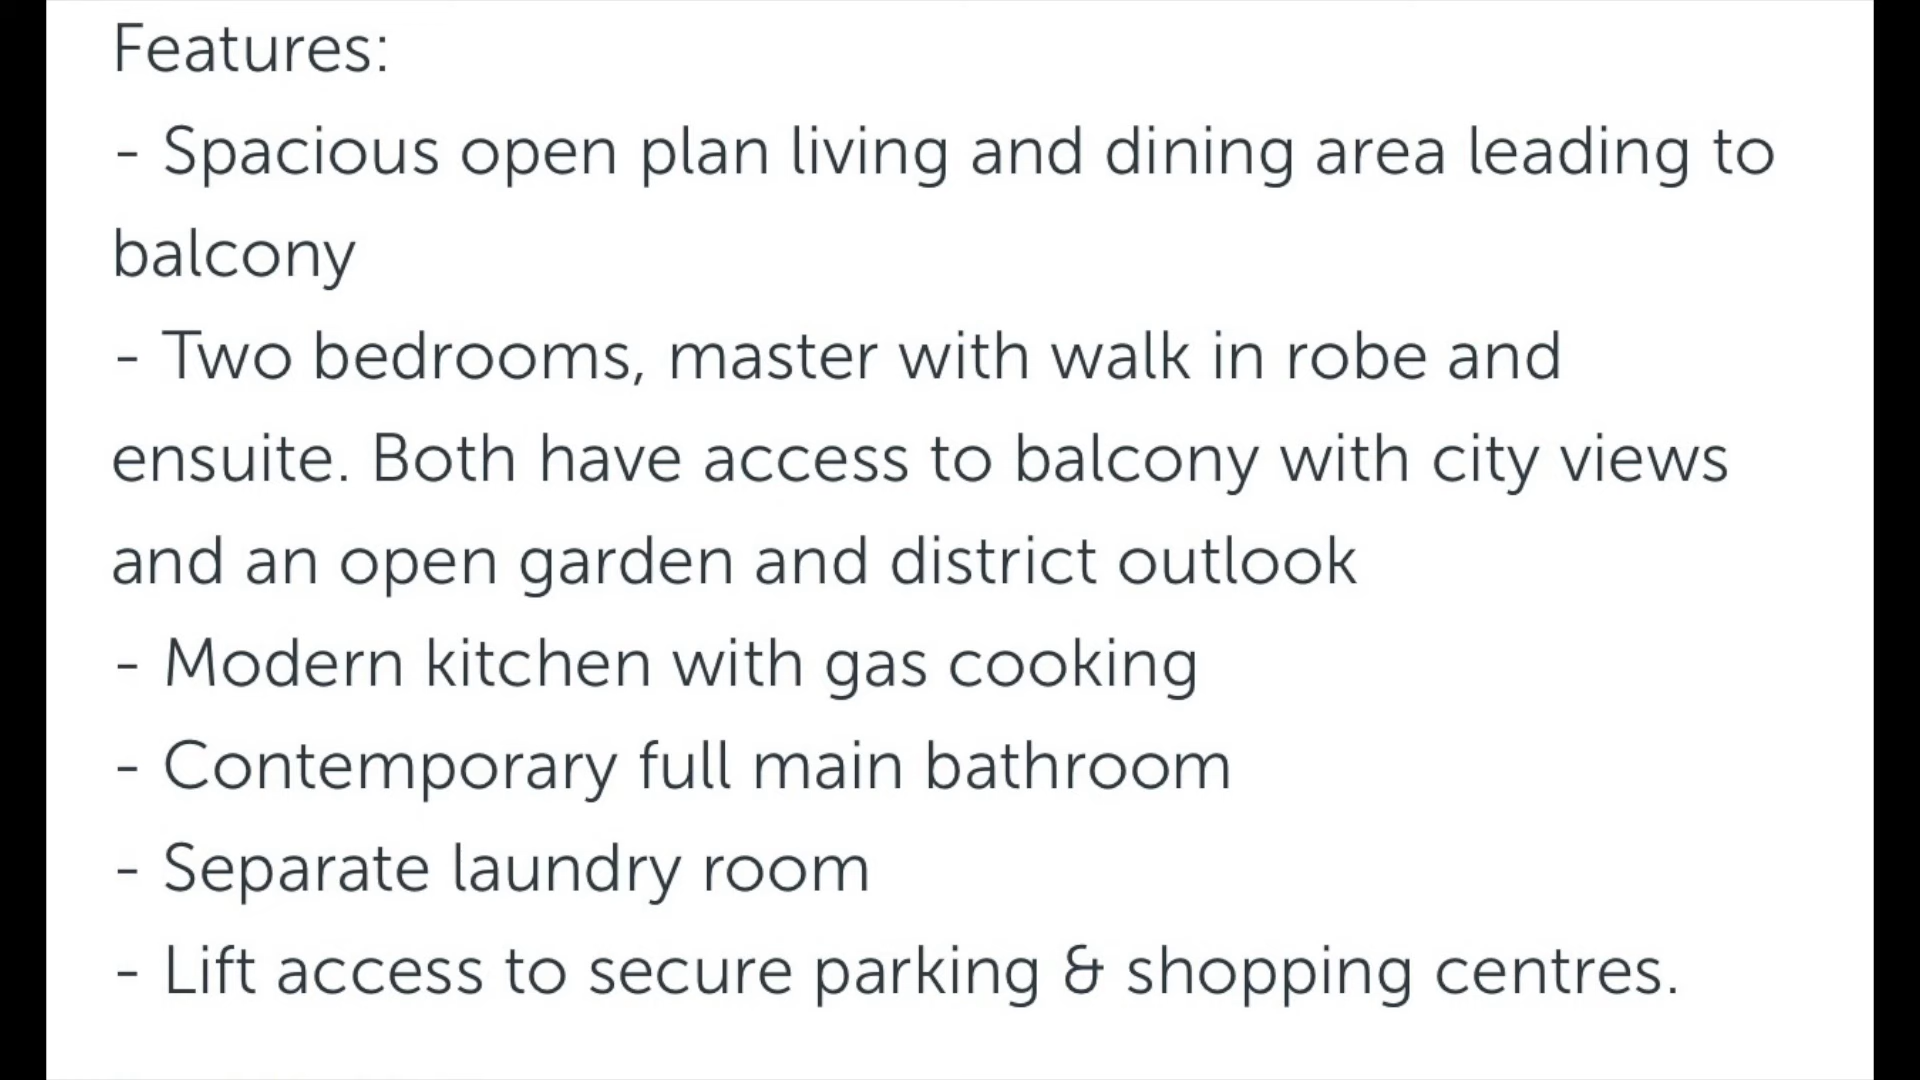 Features:
- Spacious open plan living and dining area leading to
balcony
- Two bedrooms, master with walk in robe and
ensuite. Both have access to balcony with city views
and an open garden and district outlook
- Modern kitchen with gas cooking
- Contemporary full main bathroom
- Separate laundry room
- Lift access to secure parking & shopping centres.